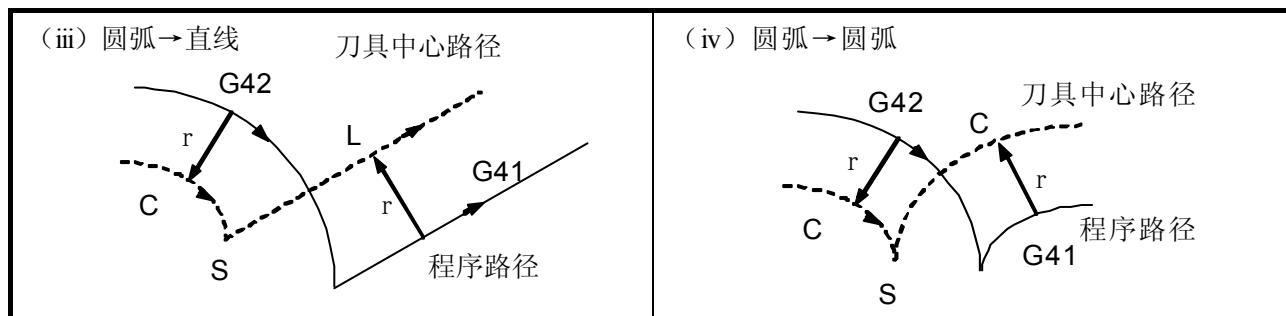 （iii）圆弧→直线
刀具中心路径
G42
r
L
C
G41
r
S
程序路径
（iv）圆弧→圆弧
G42
刀具中心路径
C
r
r
C
程序路径
G41
S